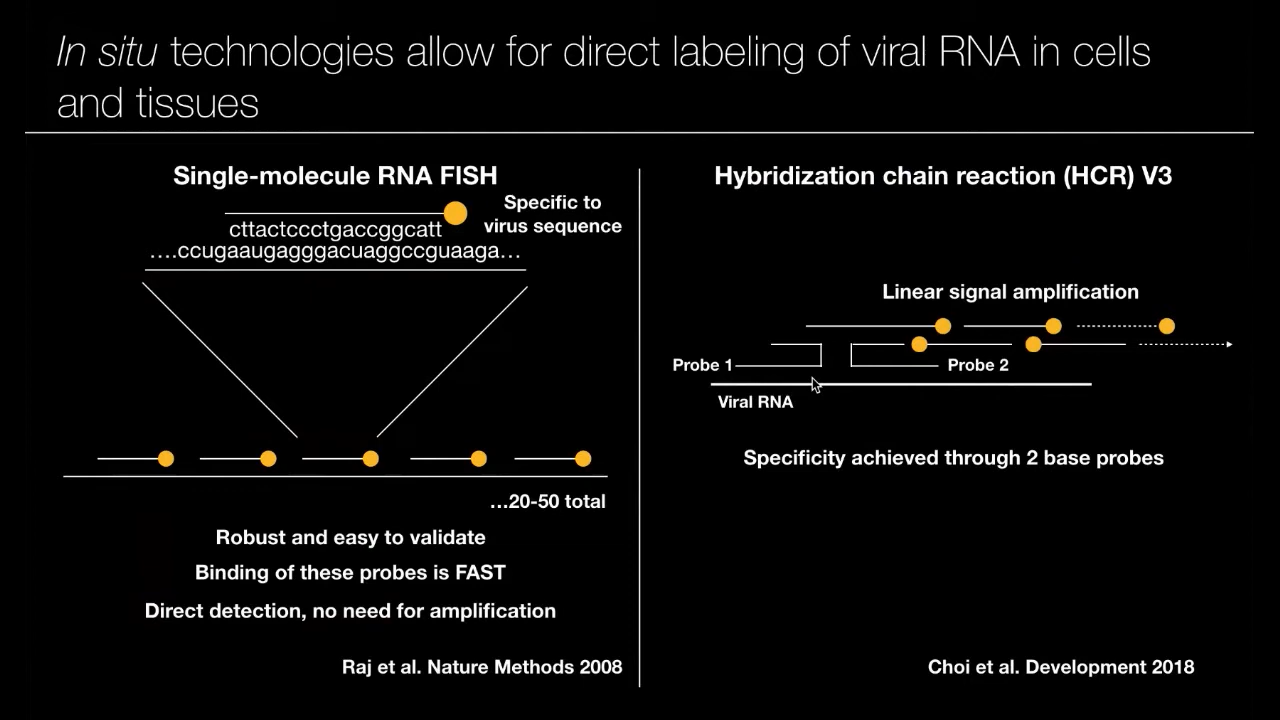 In situ technologies allow for direct labeling of viral RNA in cells
and tissues
Single-molecule RNA FISH
Specific to
virus sequence
cttactccctgaccggcatt
....ccugaaugagggacuaggccguaaga...
...20-50 total
Robust and easy to validate
Binding of these probes is FAST
Direct detection, no need for amplification
Raj et al. Nature Methods 2008
Hybridization chain reaction (HCR) V3
Linear signal amplification
Probe 1
Probe 2
Viral RNA
Specificity achieved through 2 base probes
Choi et al. Development 2018